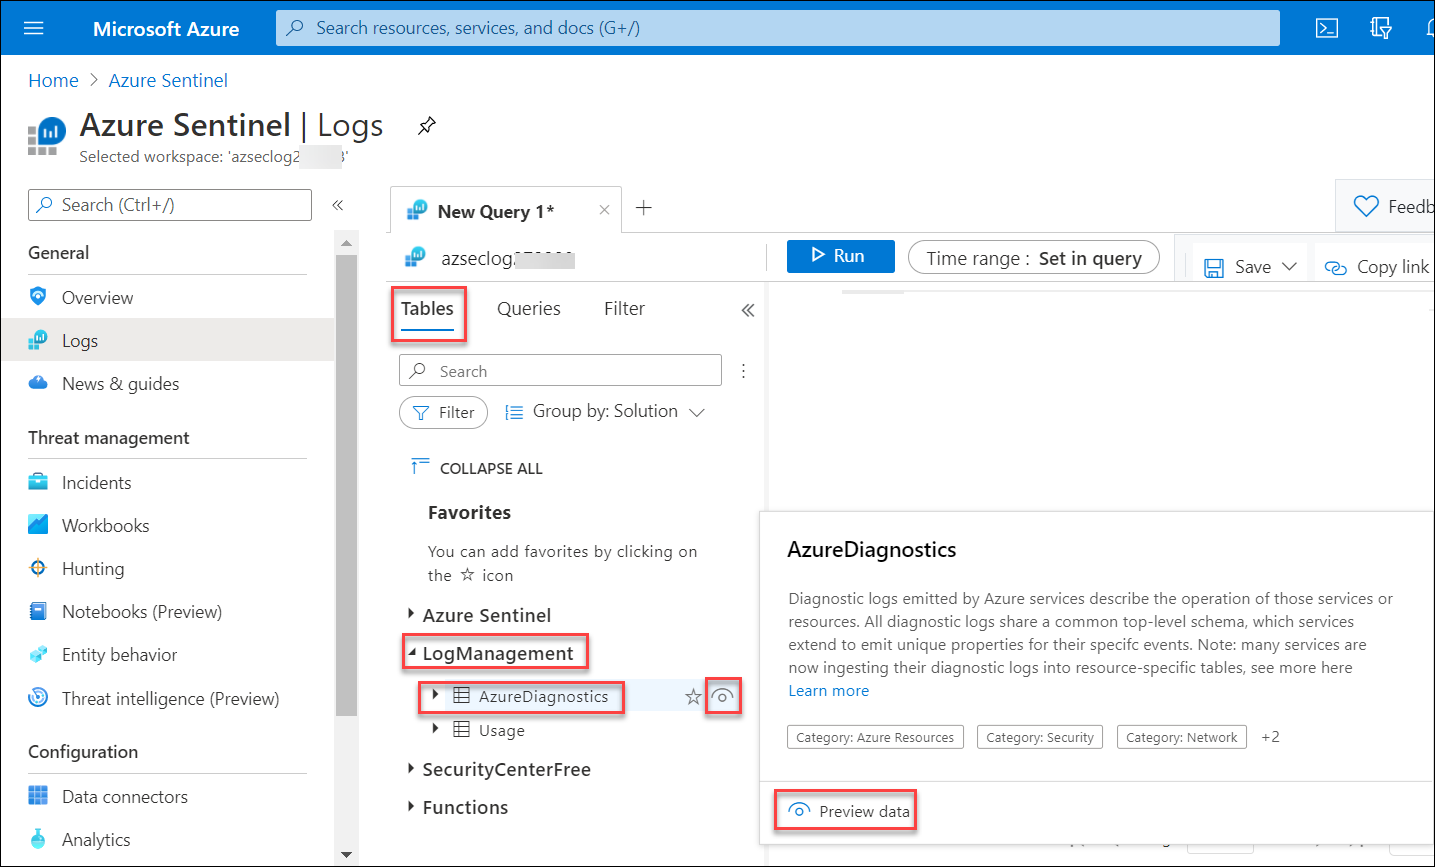 Microsoft Azure
Search resources, services, and docs (G+/)
Home > Azure Sentinel
Azure Sentinel | Logs
Selected workspace: 'azseclog2
Search (Ctrl+/)
«
General
Overview
Logs
News & guides
Threat management
Incidents
Workbooks
Hunting
Notebooks (Preview)
Entity behavior
Threat intelligence (Preview)
Configuration
Data connectors
Analytics
New Query 1*
azseclog
Run
Time range : Set in query
Save
Copy link
Feedb
Tables
Queries
Filter
«
Search
Filter
Group by: Solution
COLLAPSE ALL
Favorites
You can add favorites by clicking on
the ☆ icon
Azure Sentinel
LogManagement
AzureDiagnostics
Usage
SecurityCenterFree
Functions
AzureDiagnostics
Diagnostic logs emitted by Azure services describe the operation of those services or
resources. All diagnostic logs share a common top-level schema, which services
extend to emit unique properties for their specifc events. Note: many services are
now ingesting their diagnostic logs into resource-specific tables, see more here
Learn more
Category: Azure Resources
Category: Security
Category: Network
+2
Preview data